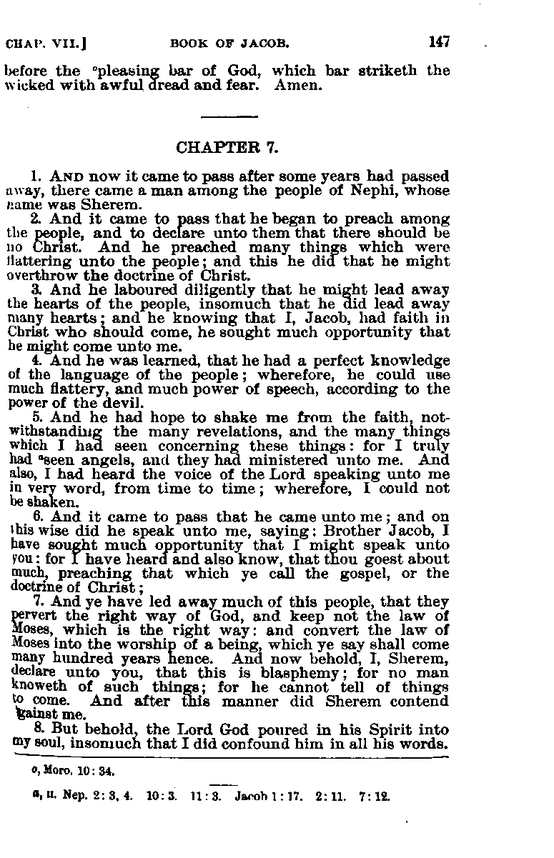 CHAP. VII.] BOOK OF JACOB. 147
before the °pleasing bar of God, which bar striketh the
wicked with awful dread and fear. Amen.
CHAPTER 7.
1. AND now it came to pass after some years had passed
away, there came a man among the people of Nephi, whose
name was Sherem.
2. And it came to pass that he began to preach among
the people, and to declare unto them that there should be
no Christ. And he preached many things which were
flattering unto the people; and this he did that he might
overthrow the doctrine of Christ.
3. And he laboured diligently that he might lead away
the hearts of the people, insomuch that he did lead away
many hearts; and he knowing that I, Jacob, had faith in
Christ who should come, he sought much opportunity that
he might come unto me.
4. And he was learned, that he had a perfect knowledge
of the language of the people; wherefore, he could use
much flattery, and much power of speech, according to the
power of the devil.
5. And he had hope to shake me from the faith, not-
withstanding the many revelations, and the many things
which I had seen concerning these things: for I truly
had ᵃseen angels, and they had ministered unto me. And
also, I had heard the voice of the Lord speaking unto me
in very word, from time to time; wherefore, I could not
be shaken.
6. And it came to pass that he came unto me; and on
this wise did he speak unto me, saying: Brother Jacob, I
have sought much opportunity that I might speak unto
you: for I have heard and also know, that thou goest about
much, preaching that which ye call the gospel, or the
doctrine of Christ;
7. And ye have led away much of this people, that they
pervert the right way of God, and keep not the law of
Moses, which is the right way: and convert the law of
Moses into the worship of a being, which ye say shall come
many hundred years hence. And now behold, I, Sherem,
declare unto you, that this is blasphemy; for no man
knoweth of such things; for he cannot tell of things
to come. And after this manner did Sherem contend
against me.
8. But behold, the Lord God poured in his Spirit into
my soul, insomuch that I did confound him in all his words.
o, Moro. 10: 34.
a, II. Nep. 2: 3, 4. 10: 3. 11: 3. Jacob 1: 17. 2: 11. 7: 12.